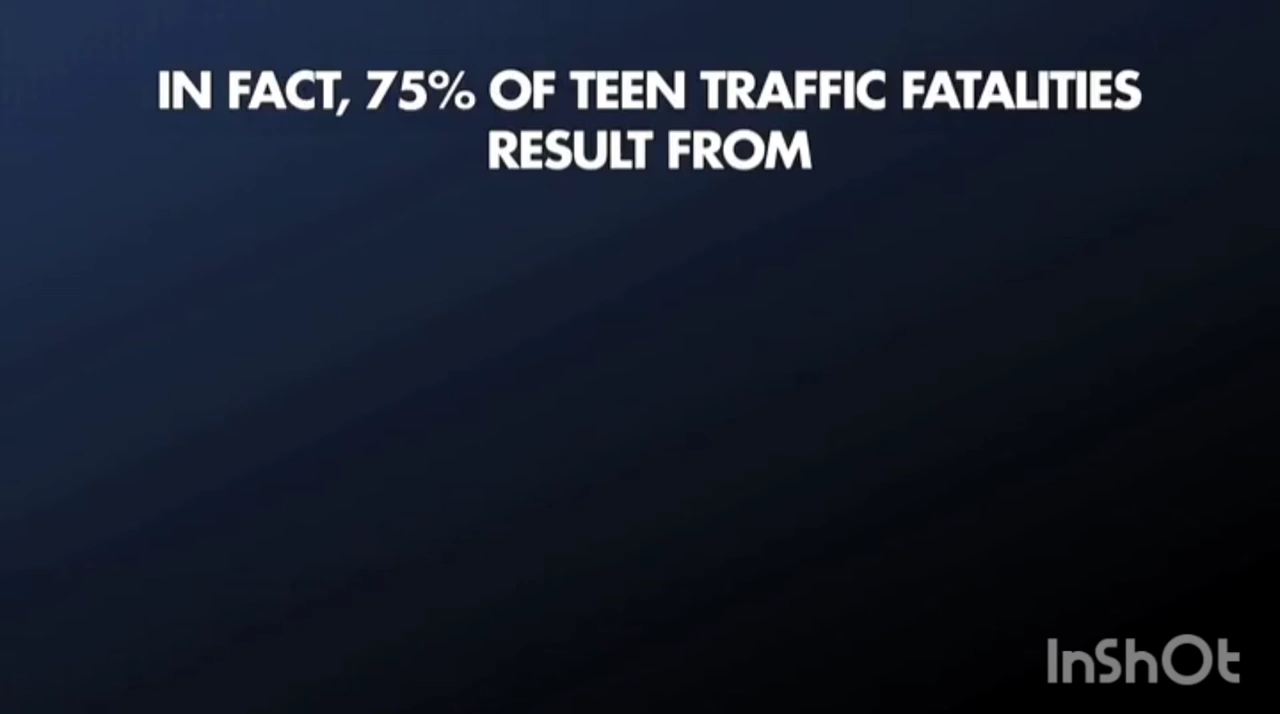 IN FACT, 75% OF TEEN TRAFFIC FATALITIES
RESULT FROM
InShOt